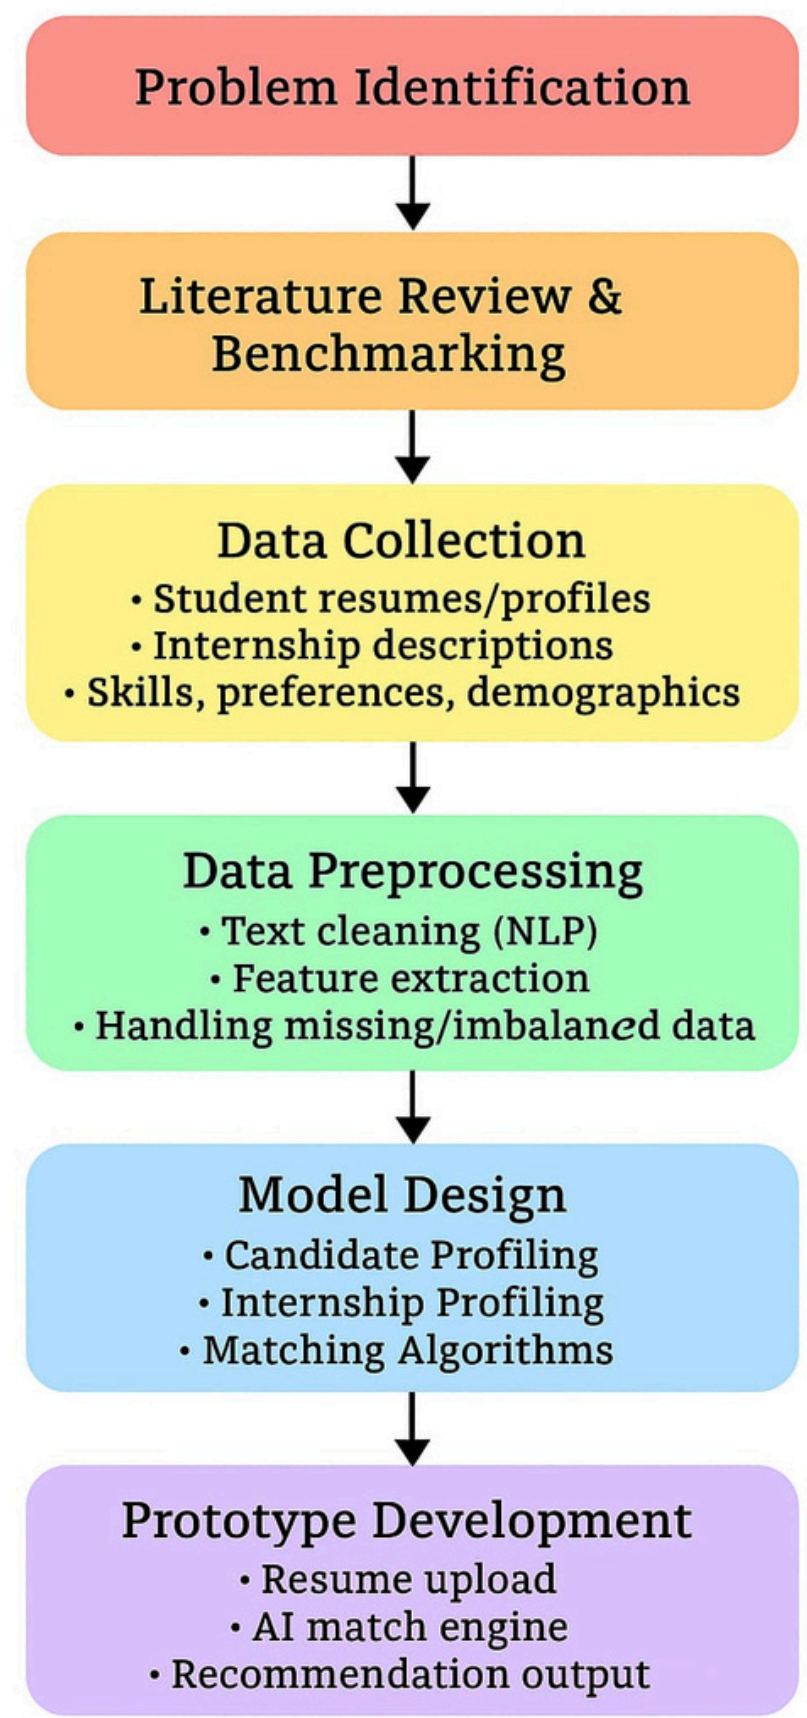 Problem Identification
Literature Review &
Benchmarking
Data Collection
• Student resumes/profiles
• Internship descriptions
• Skills, preferences, demographics
Data Preprocessing
• Text cleaning (NLP)
• Feature extraction
• Handling missing/imbalaned data
Model Design
• Candidate Profiling
• Internship Profiling
• Matching Algorithms
Prototype Development
• Resume upload
• AI match engine
• Recommendation output